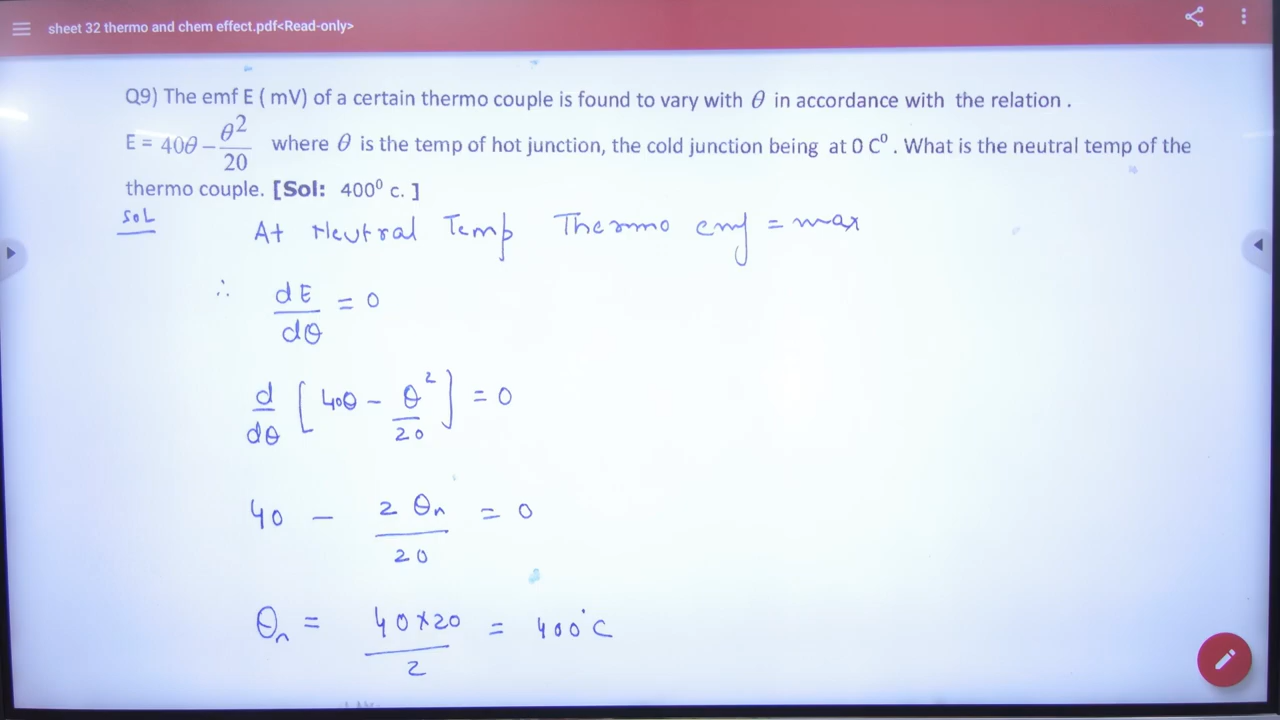 sheet 32 thermo and chem effect.pdf<Read-only>
Q9) The emf E ( mV) of a certain thermo couple is found to vary with θ in accordance with the relation .
E = 40θ – θ²/20 where θ is the temp of hot junction, the cold junction being at 0 C⁰ . What is the neutral temp of the
thermo couple. [Sol: 400⁰ c. ]
SOL
At Neutral Temp Thermo emf = max
∴ dE/dθ = 0
d/dθ [40θ – θ²/20] = 0
40 – 2θₙ/20 = 0
θₙ = 40×20/2 = 400°C